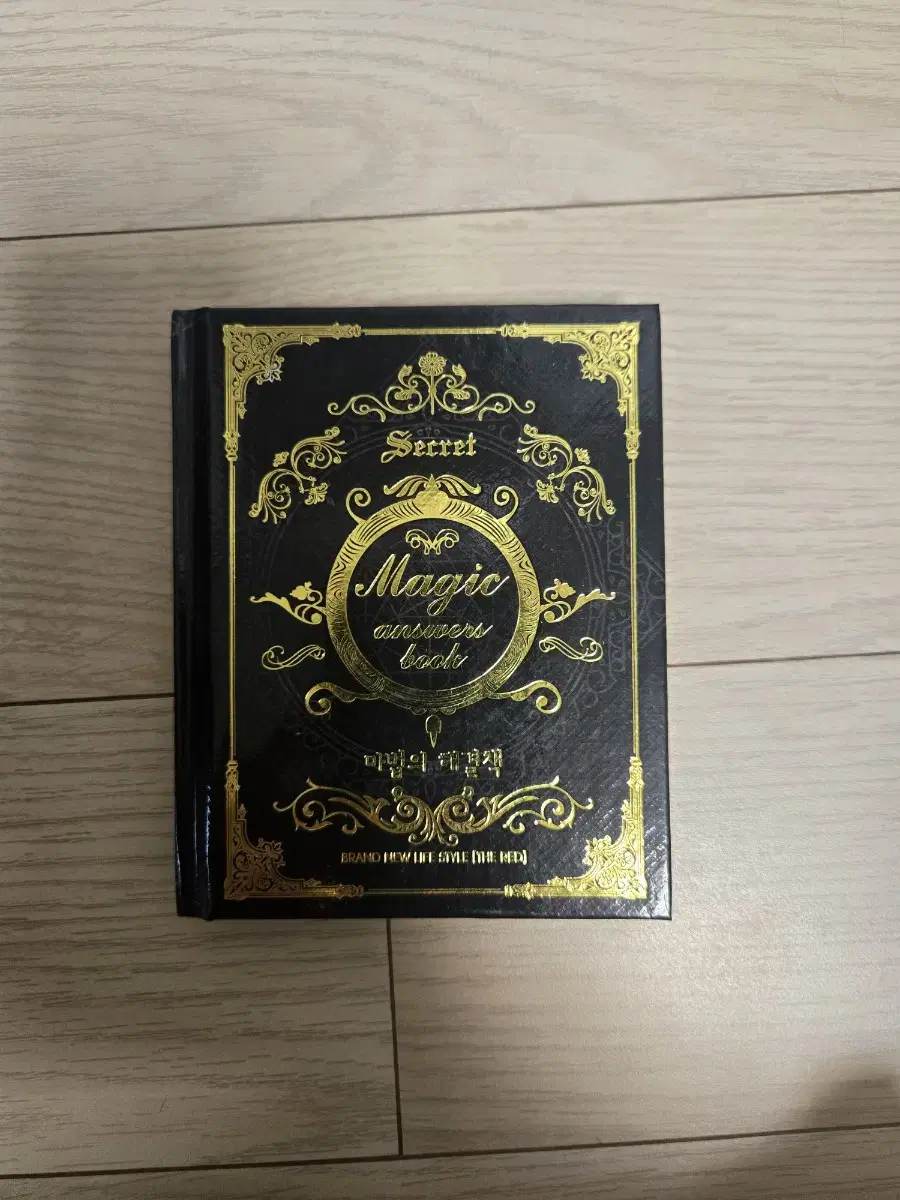 Secret
Magic
answers
book
마법의 해결책
BRAND NEW LIFE STYLE [THE RED]